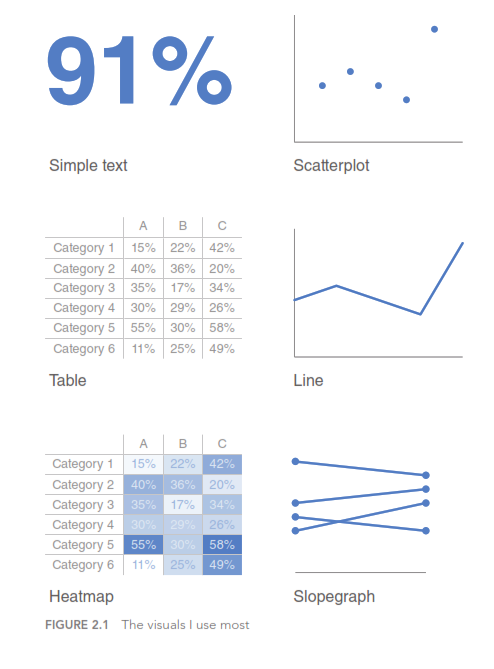 91%
Simple text
Scatterplot
A B C
Category 1 15% 22% 42%
Category 2 40% 36% 20%
Category 3 35% 17% 34%
Category 4 30% 29% 26%
Category 5 55% 30% 58%
Category 6 11% 25% 49%
Table
Line
A B C
Category 1 15% 22% 42%
Category 2 40% 36% 20%
Category 3 35% 17% 34%
Category 4 30% 29% 26%
Category 5 55% 30% 58%
Category 6 11% 25% 49%
Heatmap
Slopegraph
FIGURE 2.1 The visuals I use most